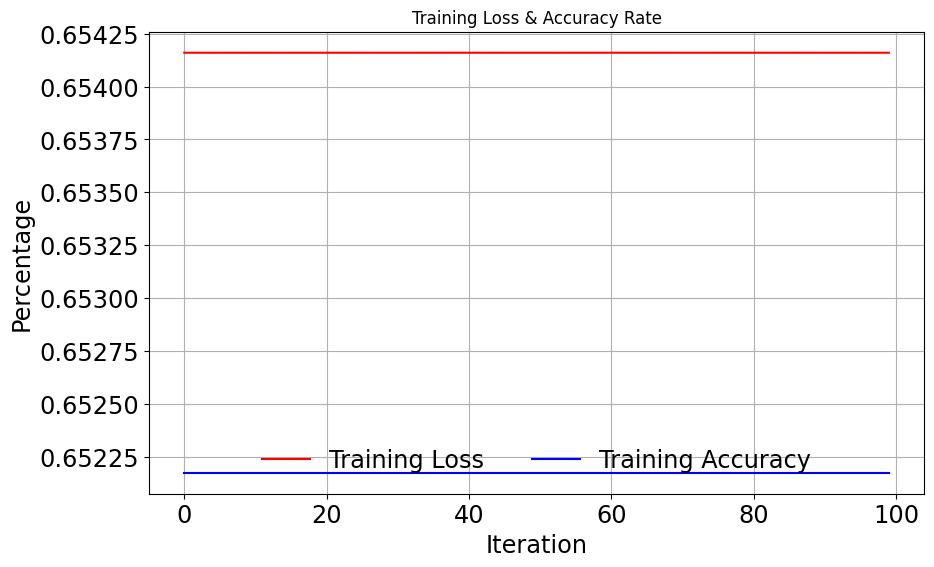 Training Loss & Accuracy Rate
0.65425
0.65400
0.65375
0.65350
0.65325
0.65300
0.65275
0.65250
0.65225
Percentage
Training Loss Training Accuracy
0 20 40 60 80 100
Iteration